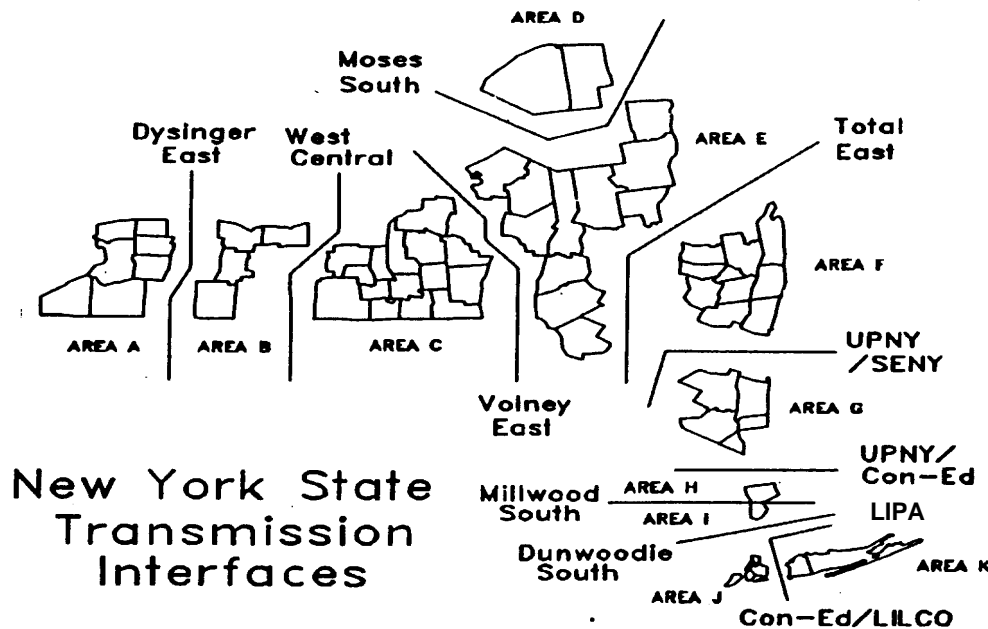 AREA D
Moses
South
Dysinger
East
West
Central
AREA E
Total
East
AREA F
AREA A
AREA B
AREA C
UPNY
/SENY
Volney
East
AREA G
UPNY/
Con-Ed
New York State
Transmission
Interfaces
Millwood
South
AREA H
AREA I
LIPA
Dunwoodie
South
AREA J
AREA K
Con-Ed/LILCO